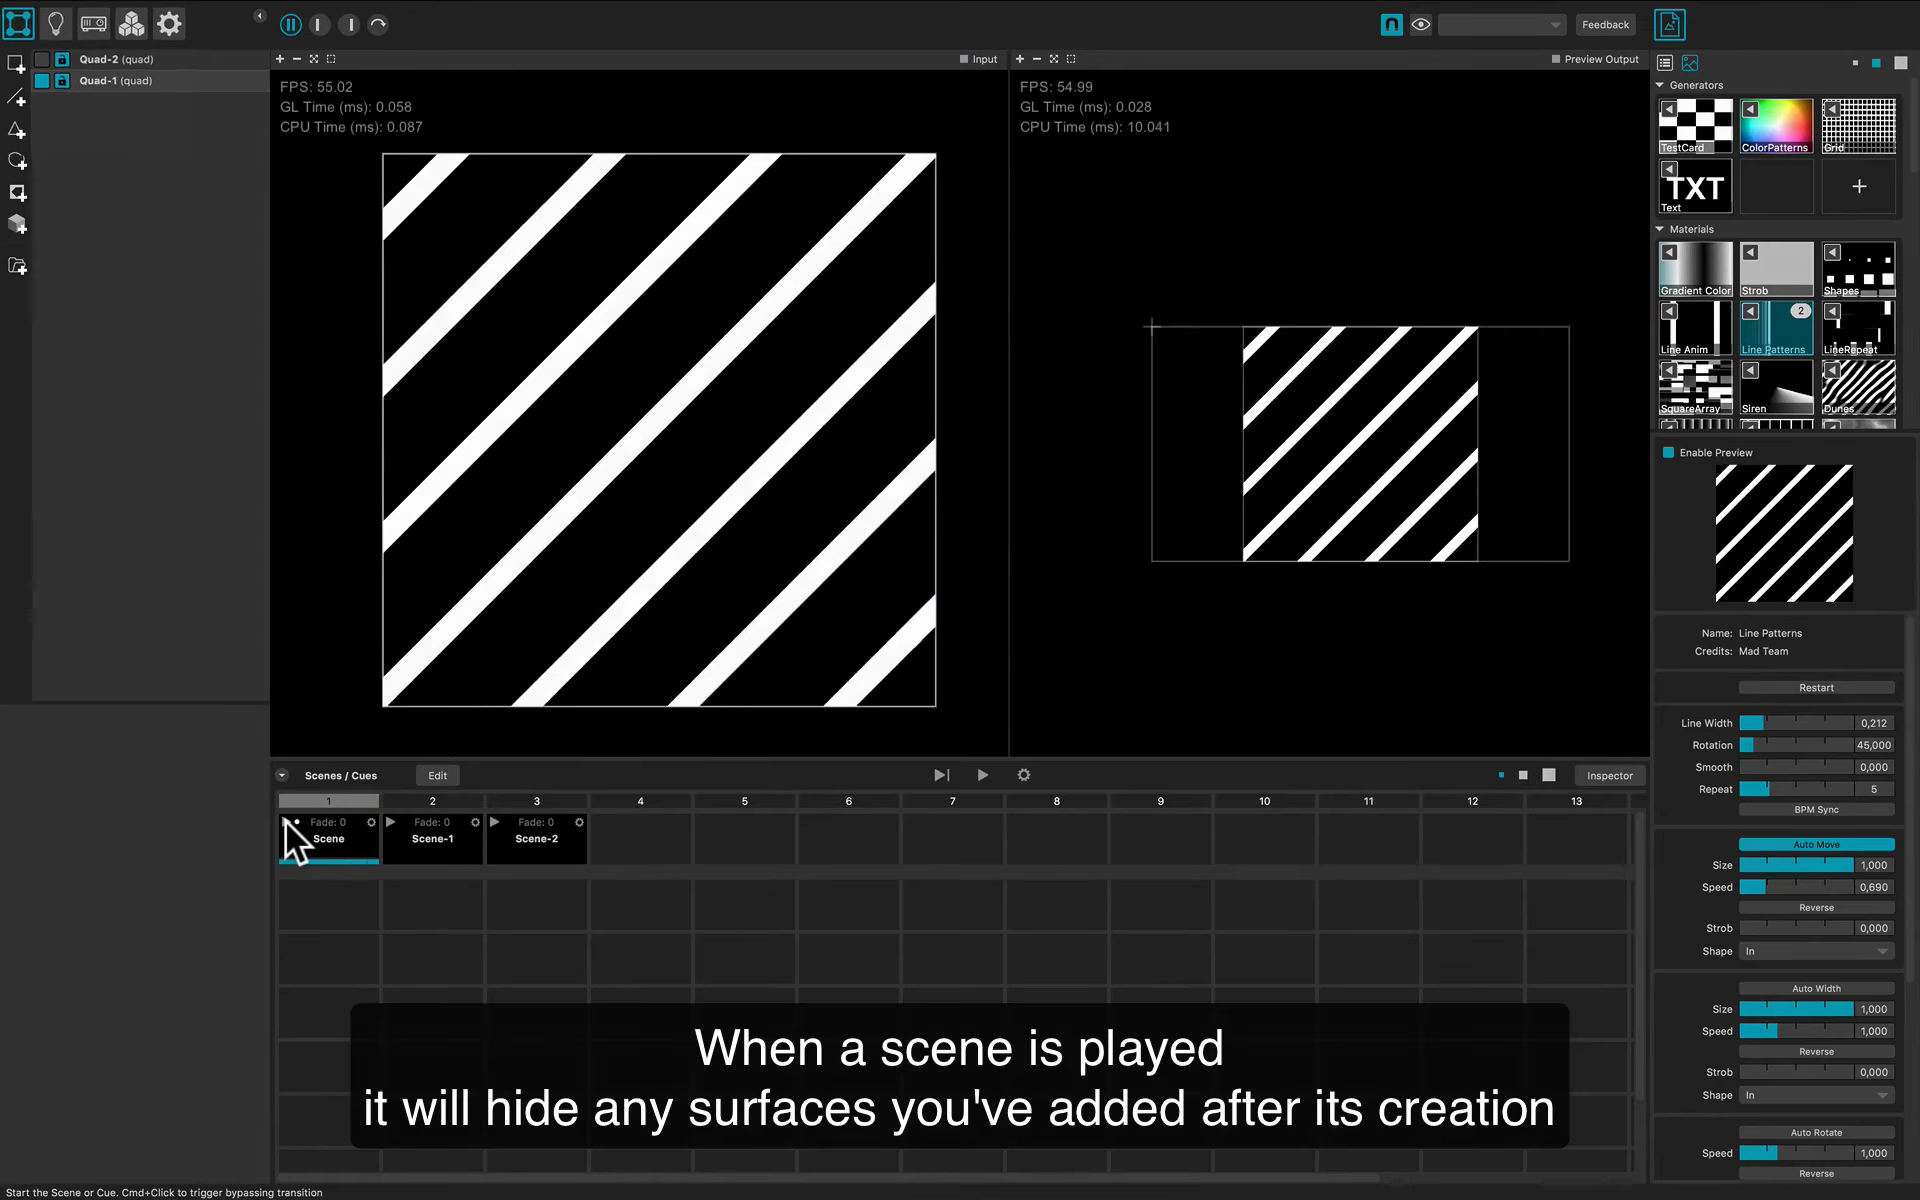 Feedback
Quad-2 (quad)
Quad-1 (quad)
Input
Preview Output
FPS: 55.02
GL Time (ms): 0.058
CPU Time (ms): 0.087
FPS: 54.99
GL Time (ms): 0.028
CPU Time (ms): 10.041
Generators
TestCard
ColorPatterns
Grid
TXT
Text
Materials
Gradient Color
Strob
Shapes
Line Anim
2
Line Patterns
LineRepeat
SquareArray
Siren
Dunes
Enable Preview
Name: Line Patterns
Credits: Mad Team
Restart
Line Width 0,212
Rotation 45,000
Smooth 0,000
Repeat 5
BPM Sync
Auto Move
Size 1,000
Speed 0,690
Reverse
Strob 0,000
Shape In
Auto Width
Size 1,000
Speed 1,000
Reverse
Strob 0,000
Shape In
Auto Rotate
Speed 1,000
Reverse
Scenes / Cues Edit Inspector
1 2 3 4 5 6 7 8 9 10 11 12 13
Fade: 0 Fade: 0 Fade: 0
Scene Scene-1 Scene-2
When a scene is played
it will hide any surfaces you've added after its creation
Start the Scene or Cue. Cmd+Click to trigger bypassing transition